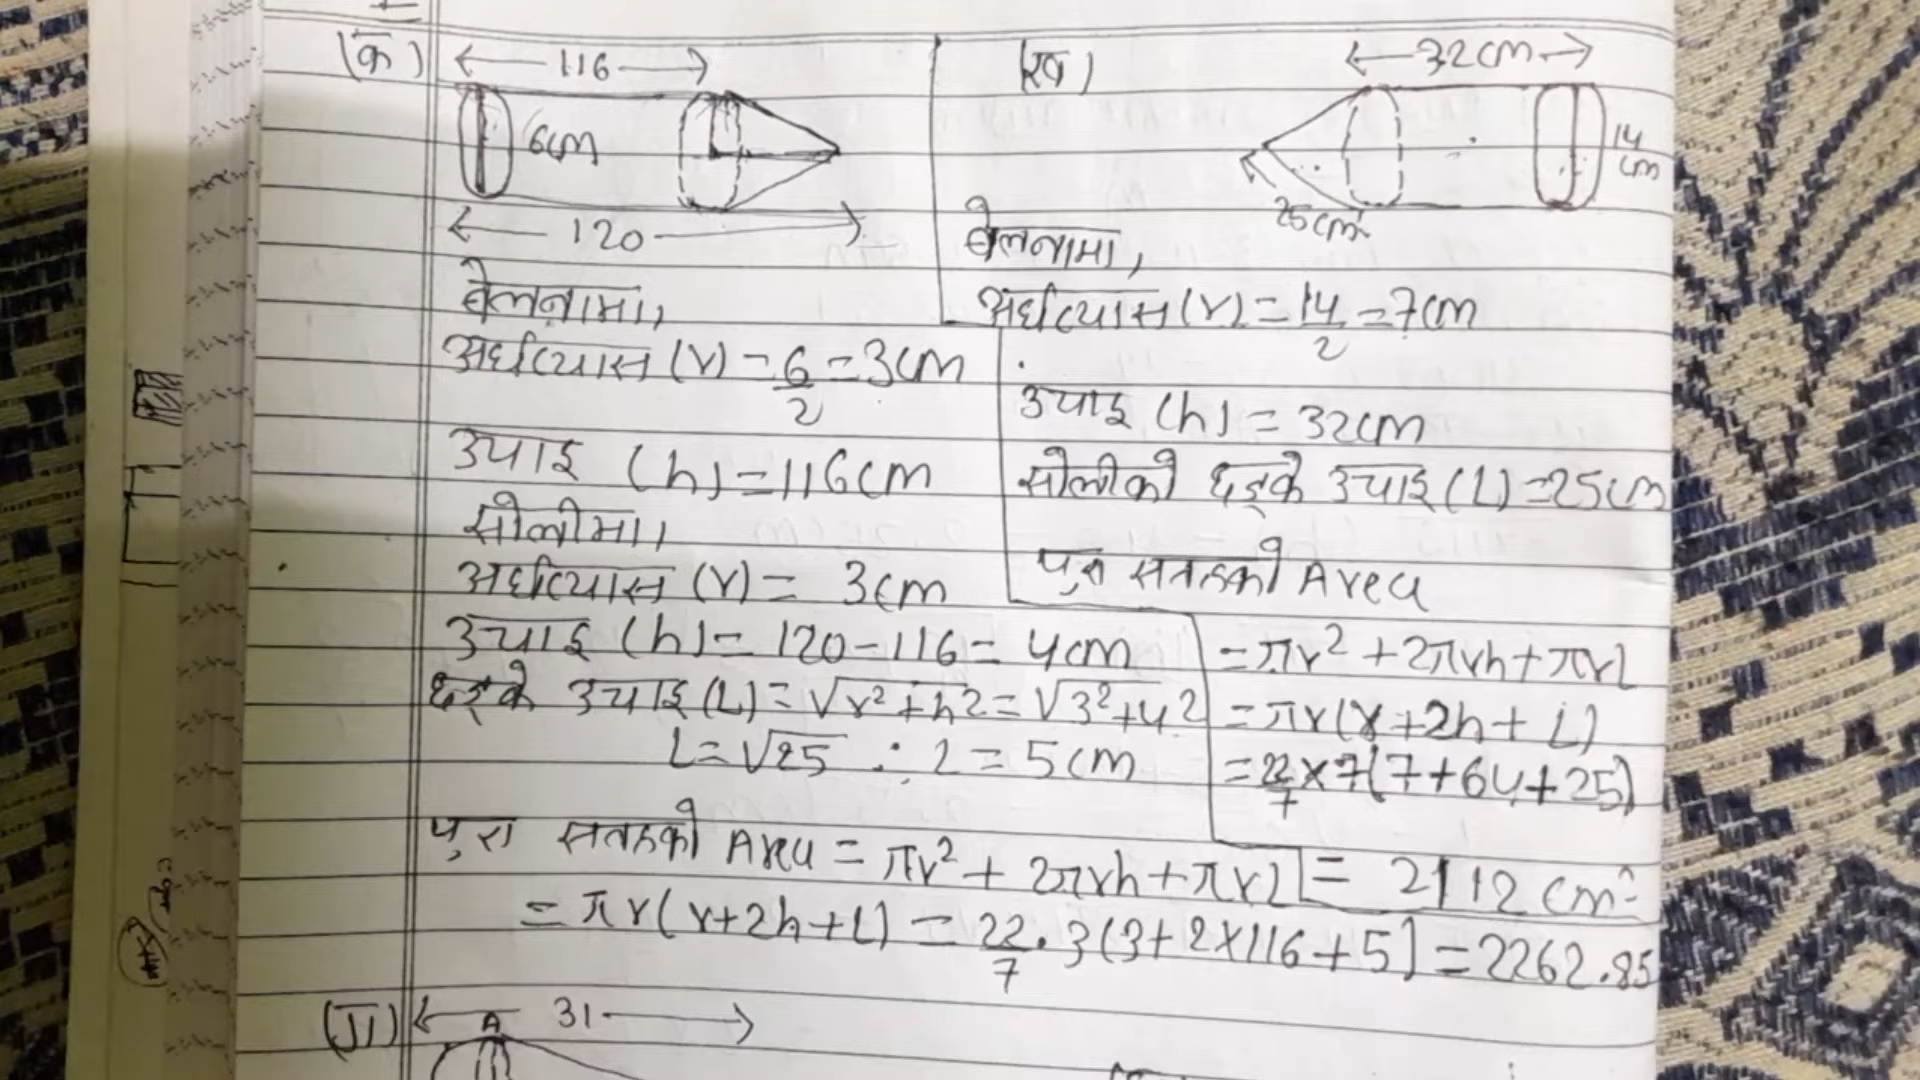 (क)
116
6cm
120
बेलनामा,
अर्धव्यास (r) = 6/2 = 3cm
उचाइ (h) = 116cm
सोलीमा,
अर्धव्यास (r) = 3cm
उचाइ (h) = 120-116 = 4cm
छड्के उचाइ (L) = √r²+h2 = √3²+4²
L=√25 ∴ L = 5cm
पुरा सतहको Area = πr² + 2πrh + πrl
= πr(r+2h+L) = 22/7 . 3(3+2×116+5) = 2262.85
(ख)
32cm
14 cm
25cm
बेलनामा,
अर्धव्यास (r) = 14/2 = 7cm
उचाइ (h) = 32cm
सोलीको छड्के उचाइ (L) = 25cm
पुरा सतहको Area
= πr² + 2πrh + πrl
= πr(r+2h+L)
= 22/7 × 7(7+64+25)
= 2112 cm²
(ग)
31
A